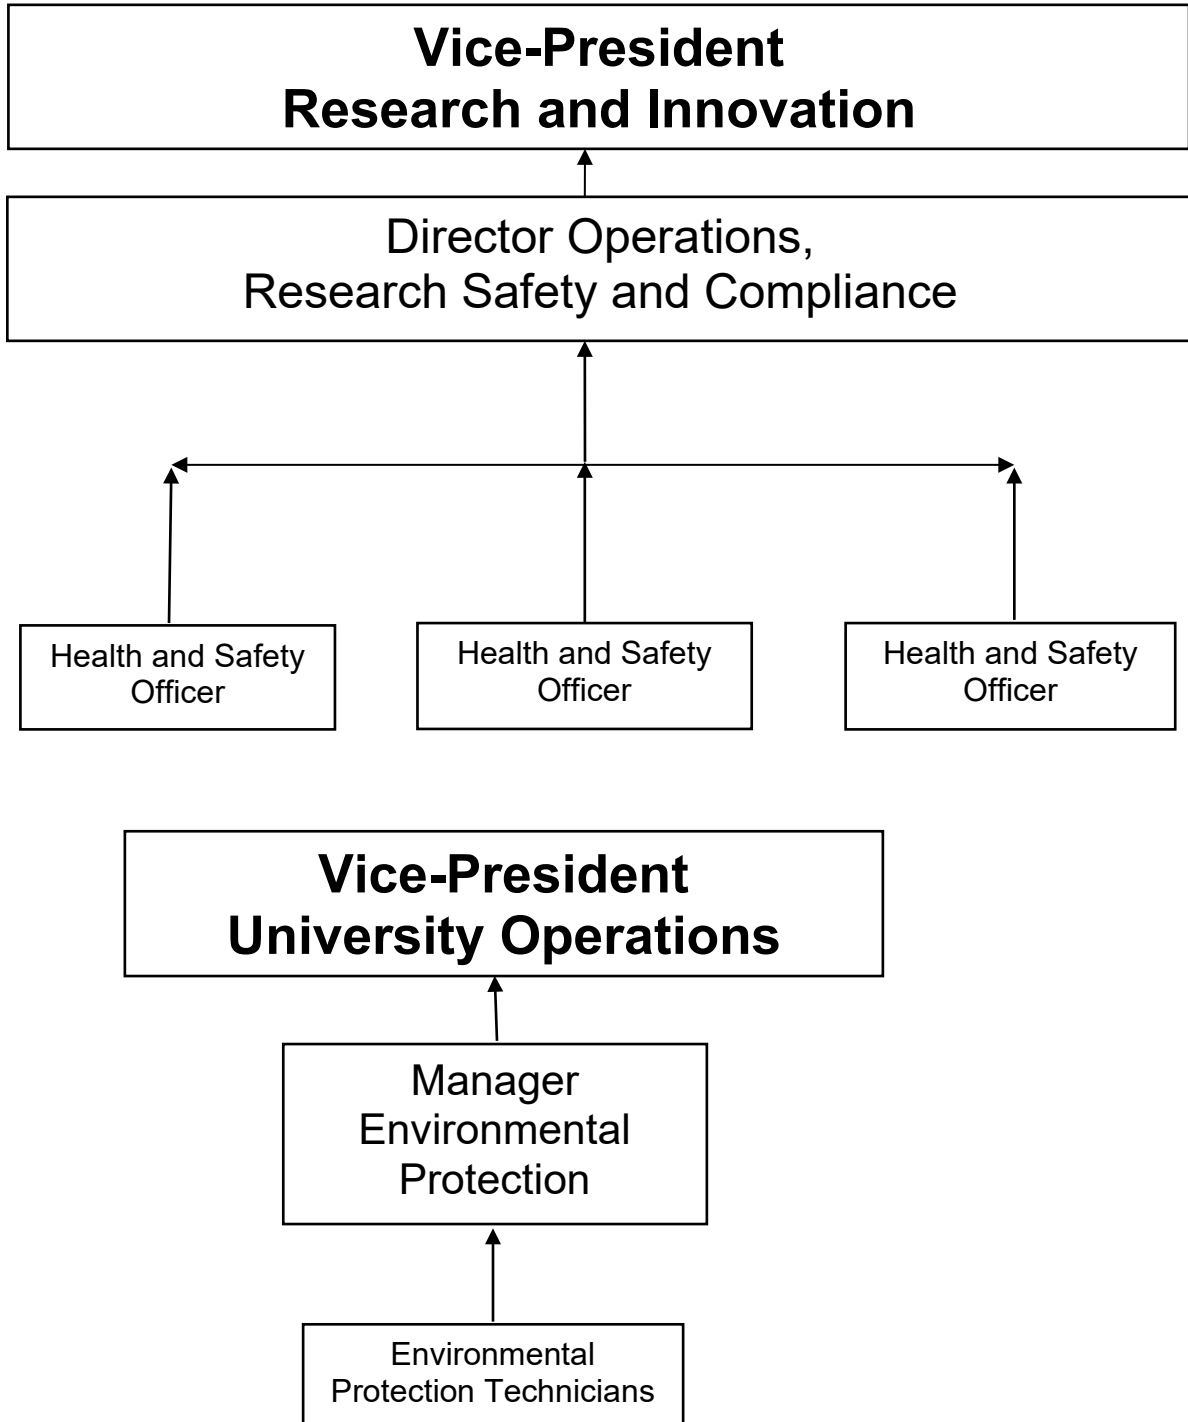 Vice-President
Research and Innovation
Director Operations,
Research Safety and Compliance
Health and Safety
Officer
Health and Safety
Officer
Health and Safety
Officer
Vice-President
University Operations
Manager
Environmental
Protection
Environmental
Protection Technicians